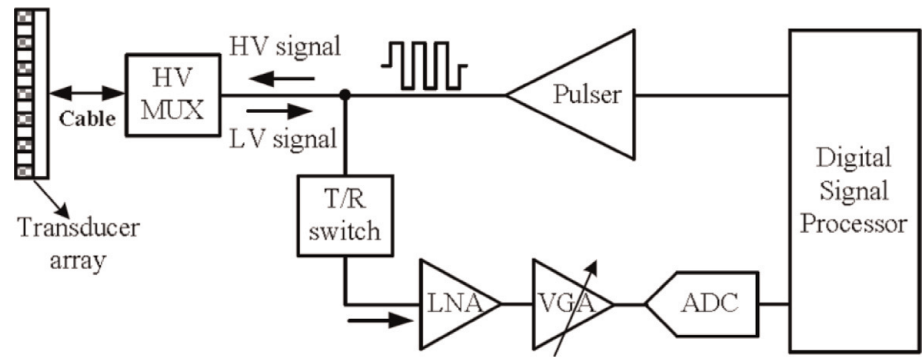 HV signal
HV
MUX
Cable
LV signal
Pulser
Digital
Signal
Processor
T/R
switch
Transducer
array
LNA
VGA
ADC